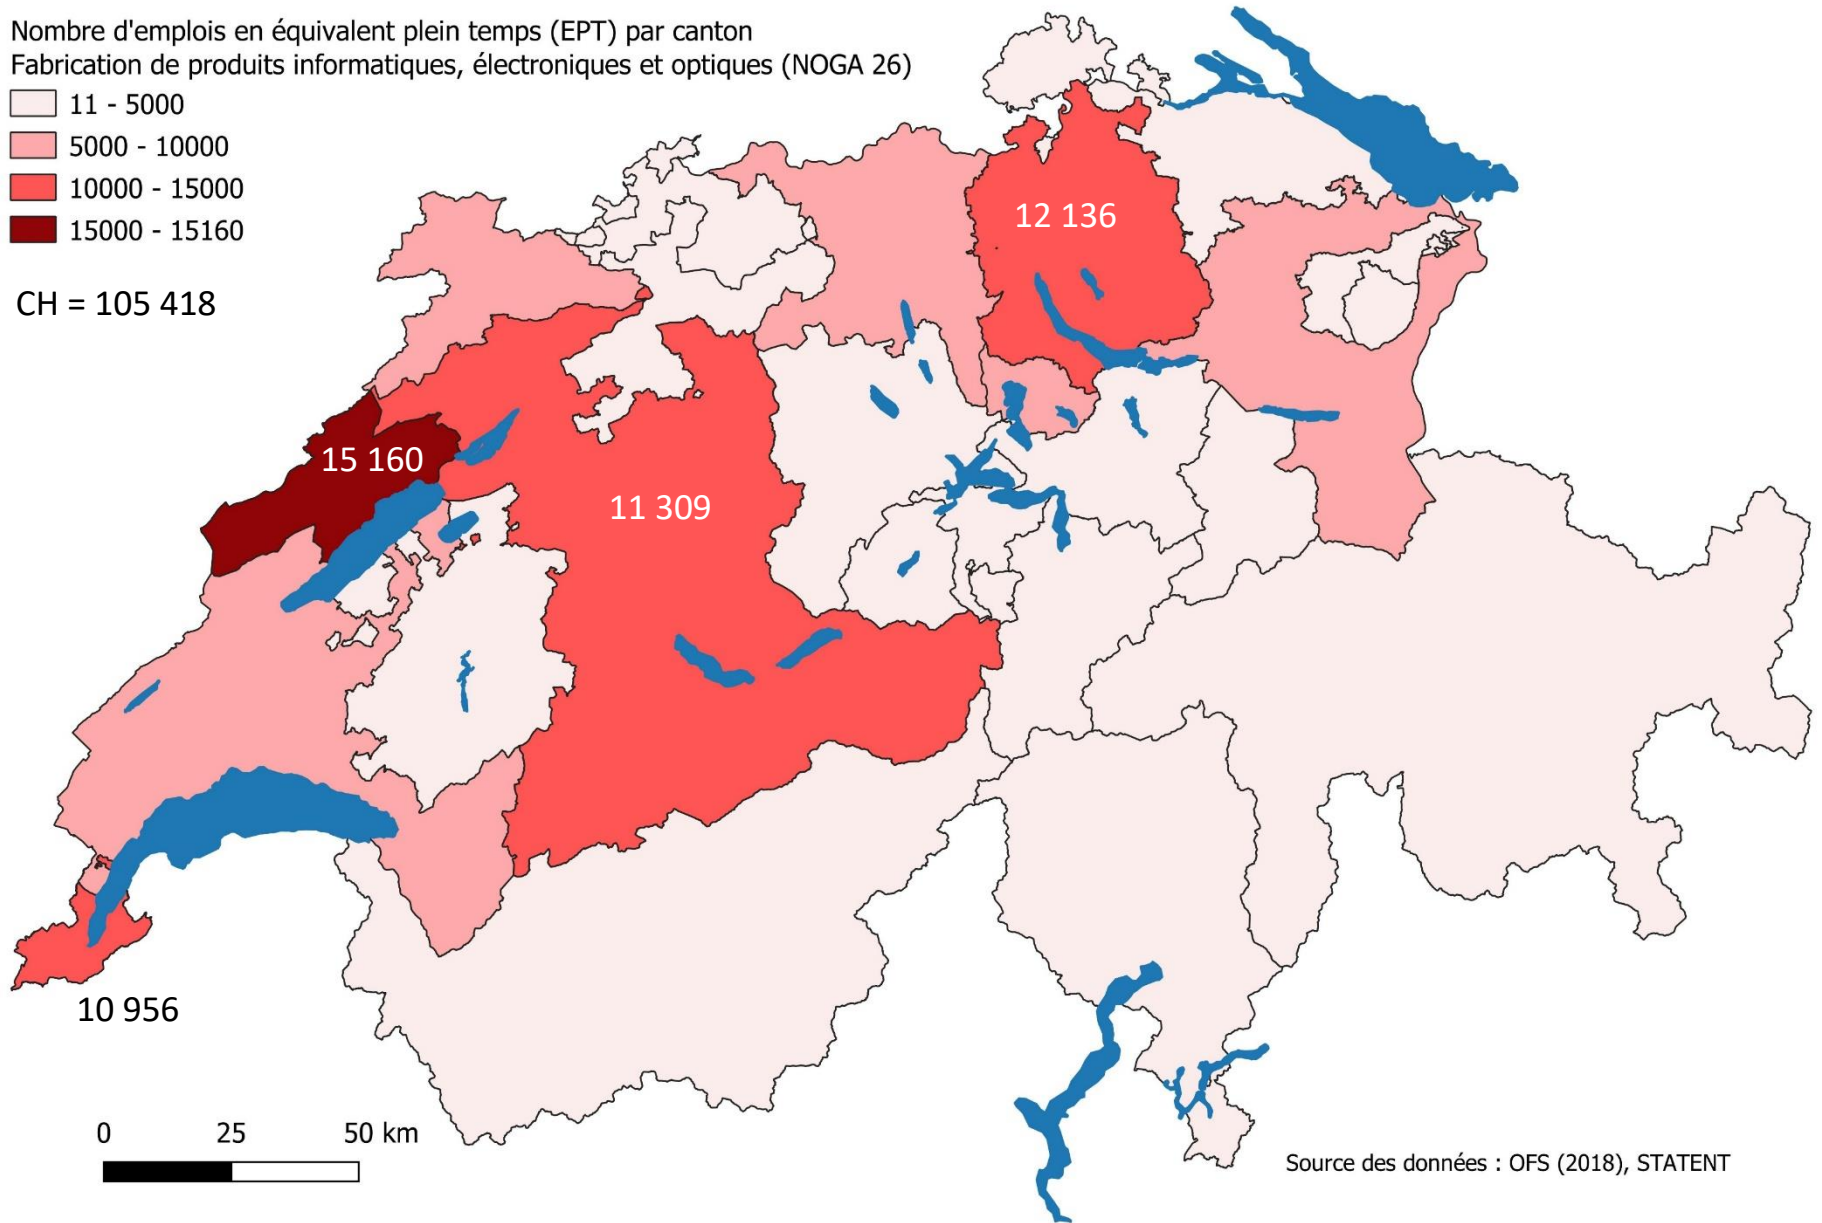 Nombre d'emplois en équivalent plein temps (EPT) par canton
Fabrication de produits informatiques, électroniques et optiques (NOGA 26)
11 - 5000
5000 - 10000
10000 - 15000
15000 - 15160
CH = 105 418
12 136
15 160
11 309
10 956
0 25 50 km
Source des données : OFS (2018), STATENT